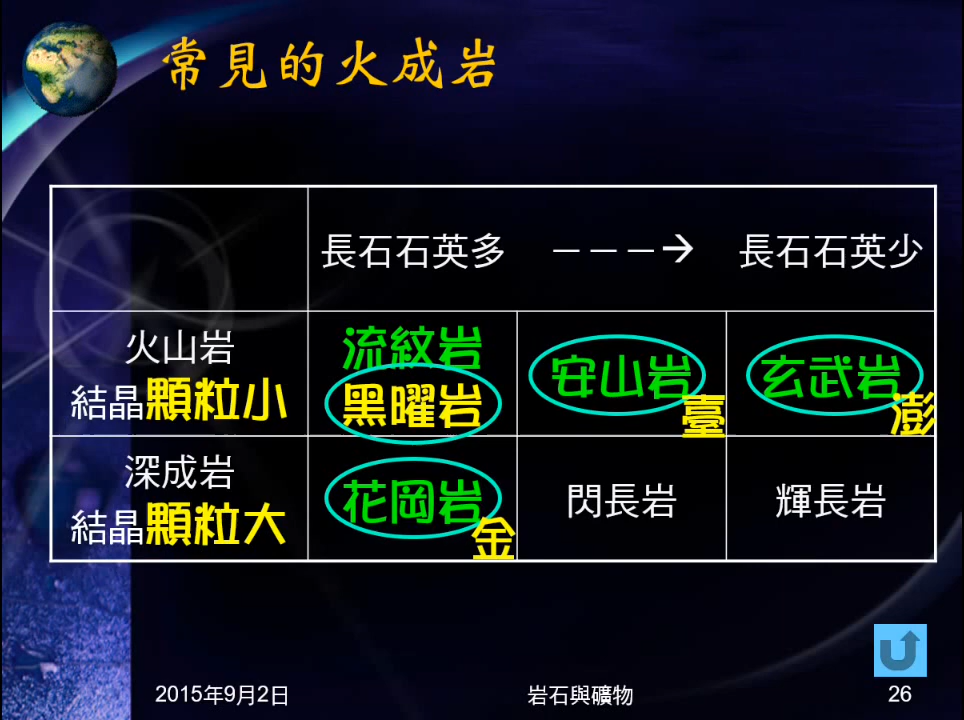 常見的火成岩
長石石英多 －－－→ 長石石英少
火山岩
結晶顆粒小
流紋岩
黑曜岩
安山岩
臺
玄武岩
澎
深成岩
結晶顆粒大
花岡岩
金
閃長岩
輝長岩
2015年9月2日 岩石與礦物 26